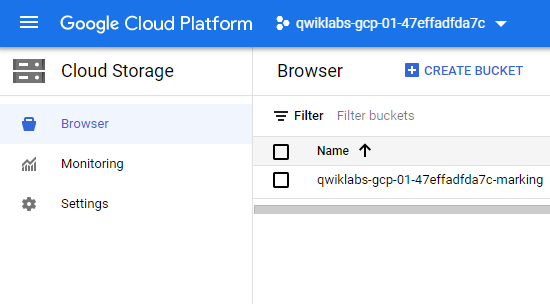 Google Cloud Platform qwiklabs-gcp-01-47effadfda7c
Cloud Storage
Browser CREATE BUCKET
Browser
Monitoring
Settings
Filter Filter buckets
Name
qwiklabs-gcp-01-47effadfda7c-marking